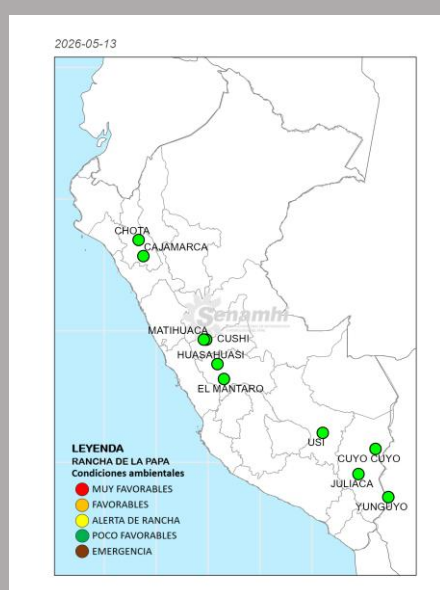 2026-05-13
CHOTA
CAJAMARCA
Senamhi
MATIHUACA
CUSHI
HUASAHUASI
EL MANTARO
USI
CUYO CUYO
JULIACA
YUNGUYO
LEYENDA
RANCHA DE LA PAPA
Condiciones ambientales
MUY FAVORABLES
FAVORABLES
ALERTA DE RANCHA
POCO FAVORABLES
EMERGENCIA